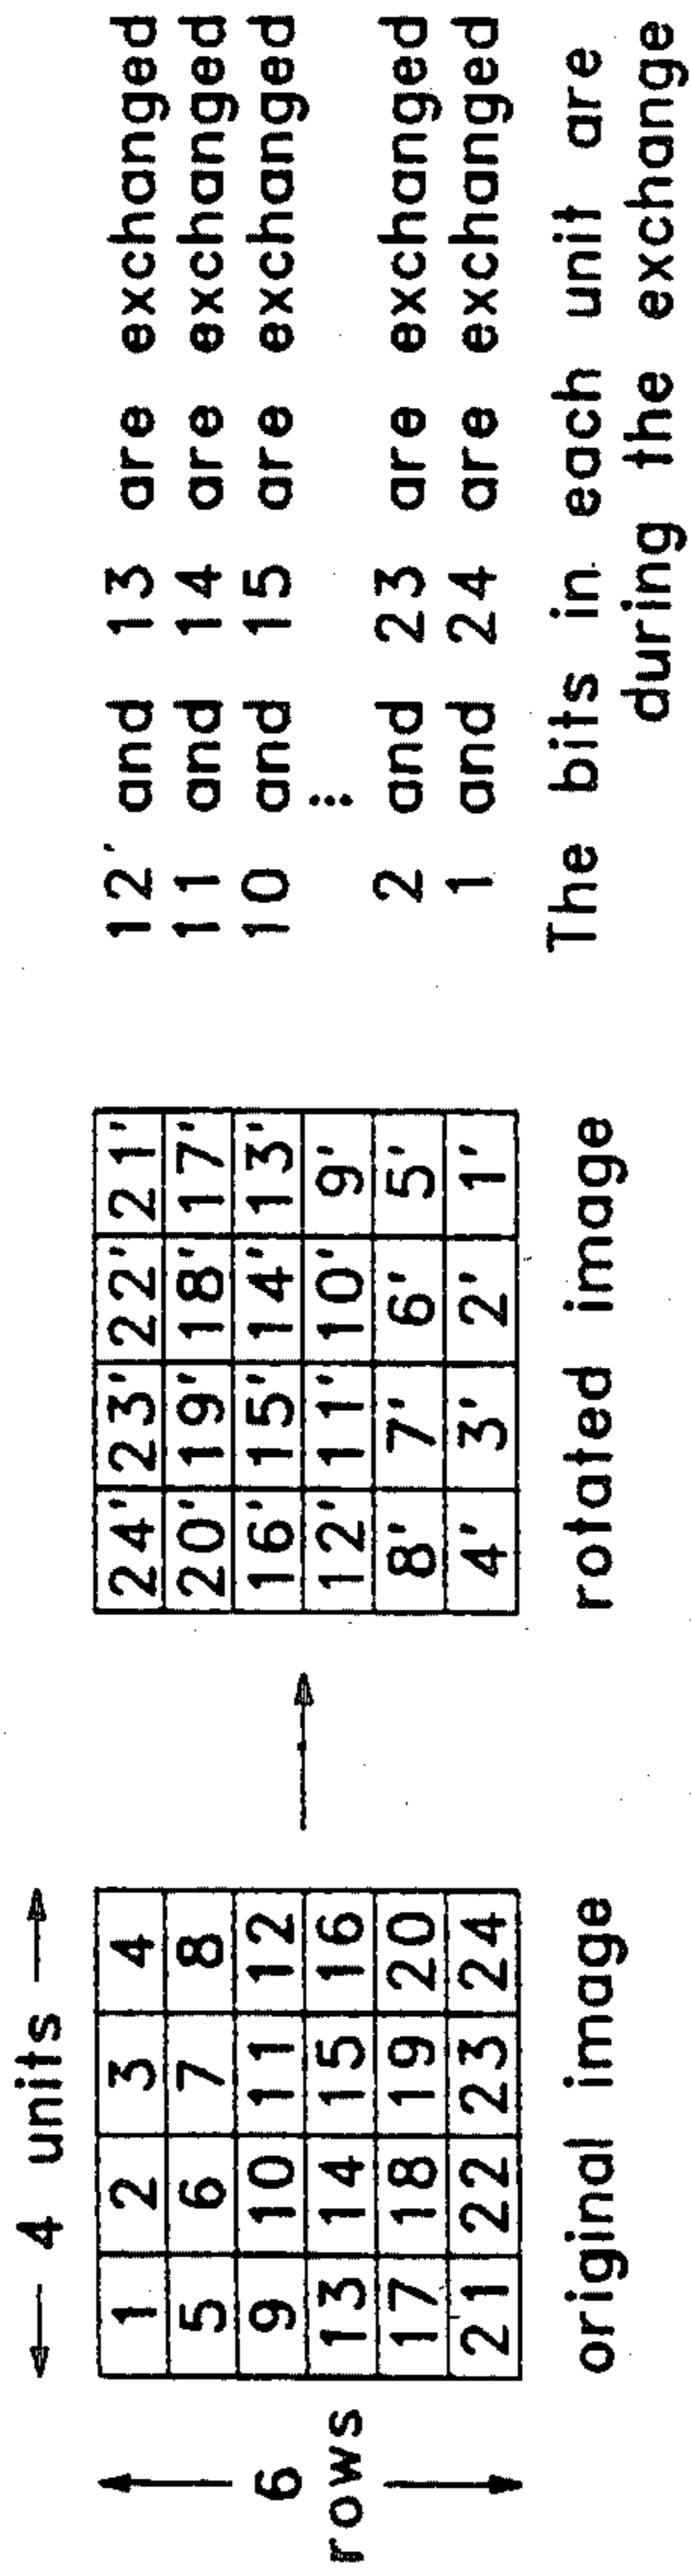 4 units
6
rows
1 2 3 4
5 6 7 8
9 10 11 12
13 14 15 16
17 18 19 20
21 22 23 24
original image
24' 23' 22' 21'
20' 19' 18' 17'
16' 15' 14' 13'
12' 11' 10' 9'
8' 7' 6' 5'
4' 3' 2' 1'
rotated image
12 and 13 are exchanged
11 and 14 are exchanged
10 and 15 are exchanged
⋮
2 and 23 are exchanged
1 and 24 are exchanged
The bits in each unit are
during the exchange